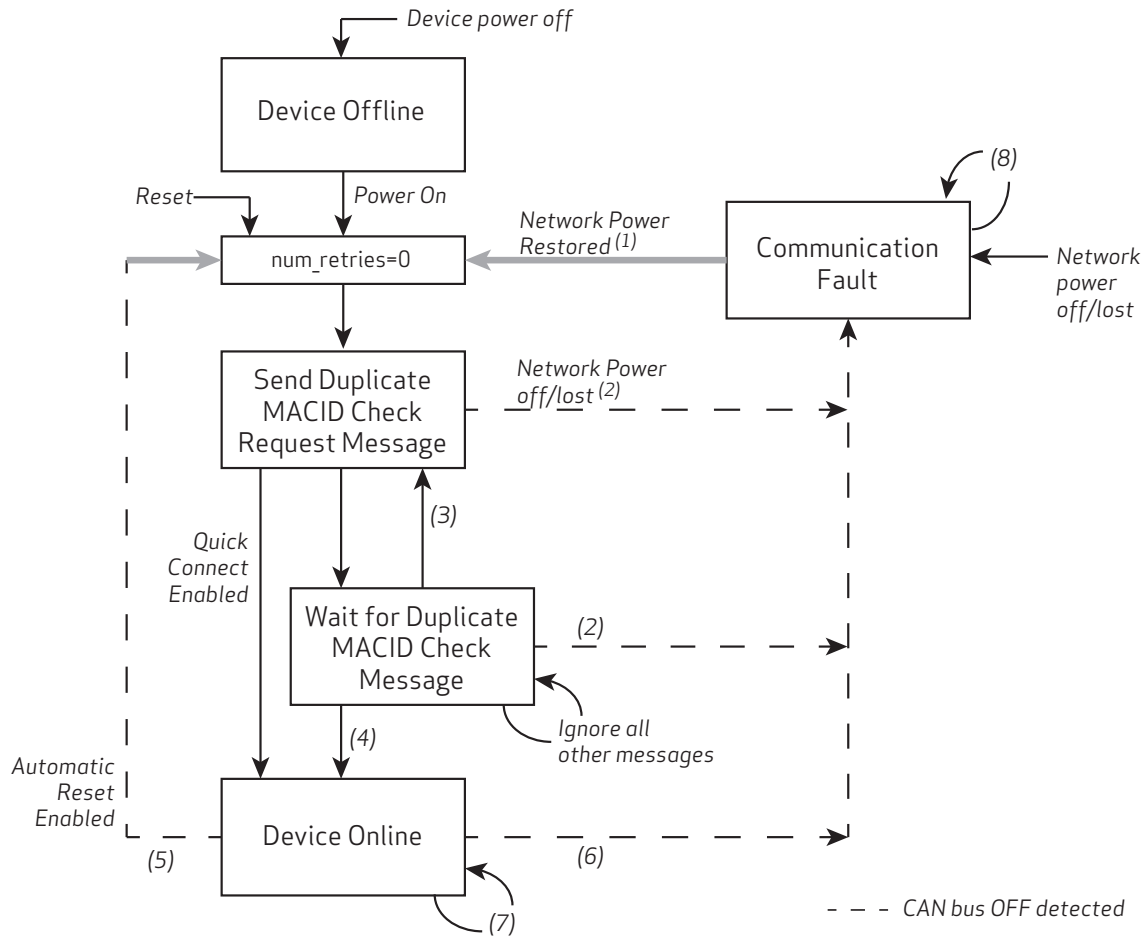 Device power off
Device Offline
Reset
Power On
num_retries=0
Network Power
Restored (1)
(8)
Communication
Fault
Network
power
off/lost
Send Duplicate
MACID Check
Request Message
Network Power
off/lost (2)
(3)
Quick
Connect
Enabled
Wait for Duplicate
MACID Check
Message
(2)
(4)
Ignore all
other messages
Automatic
Reset
Enabled
(5)
Device Online
(6)
(7)
CAN bus OFF detected